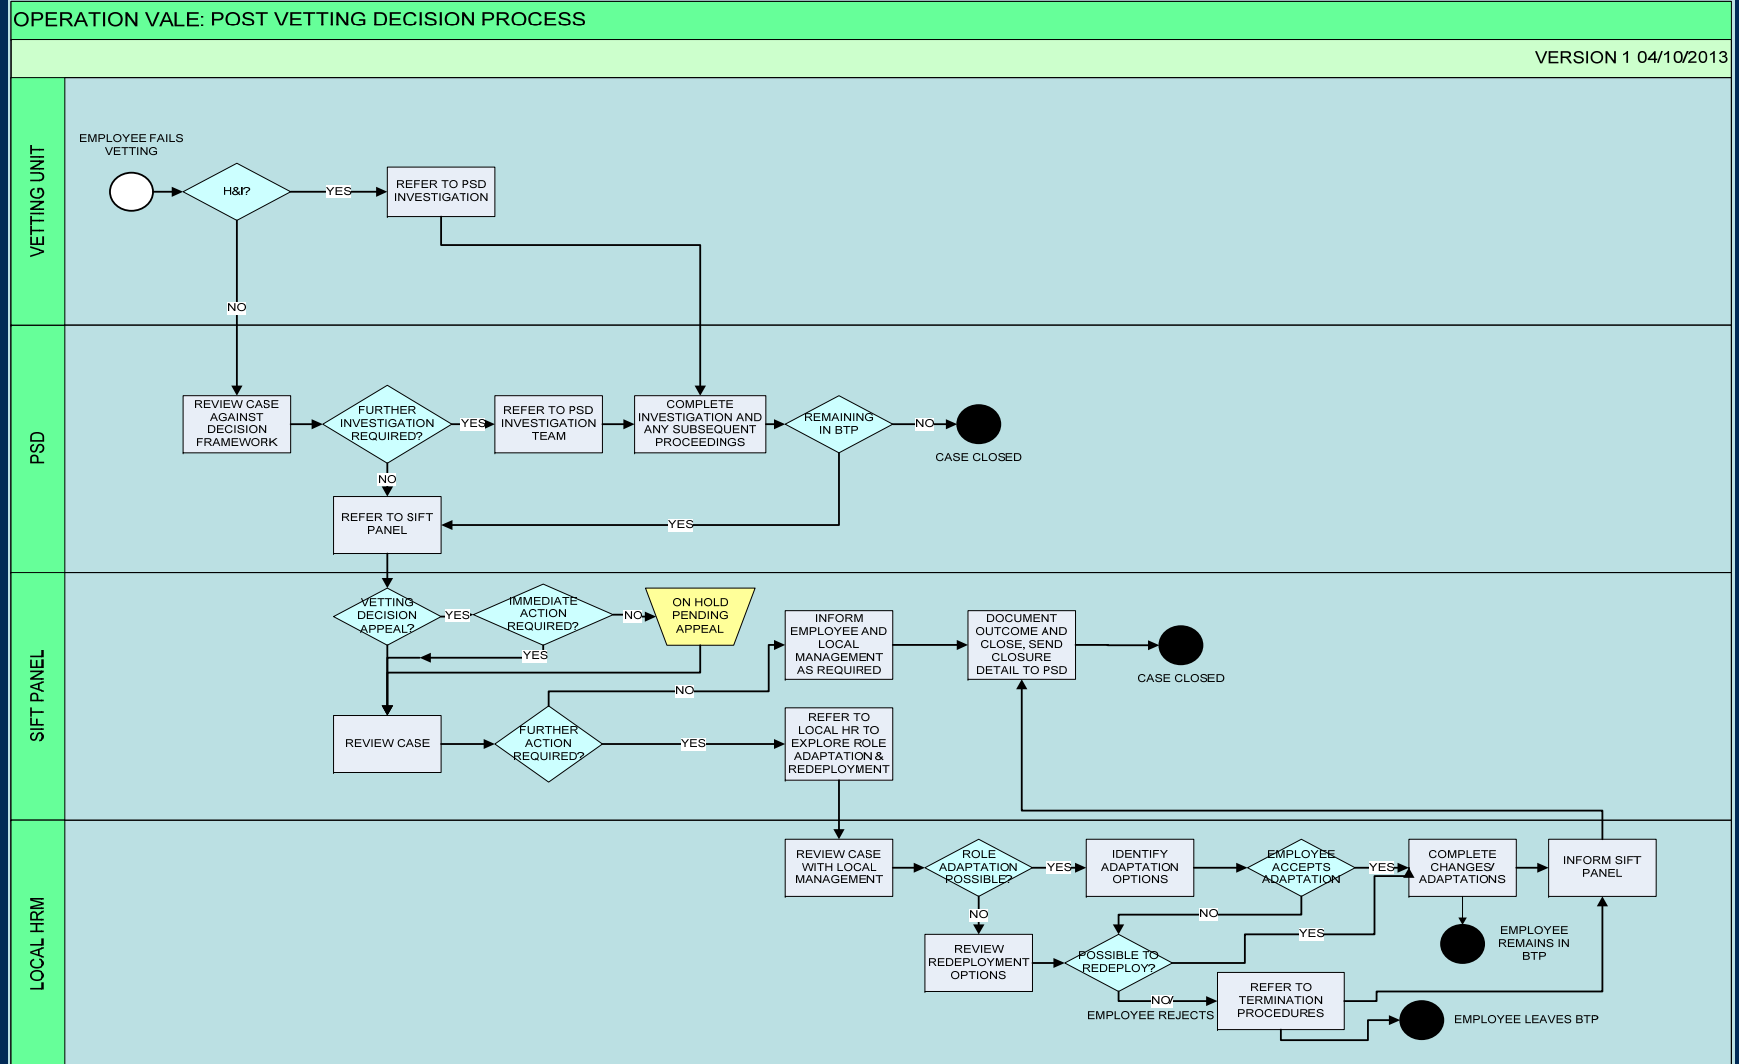 OPERATION VALE: POST VETTING DECISION PROCESS
VERSION 1 04/10/2013
VETTING UNIT
EMPLOYEE FAILS
VETTING
H&I?
YES
REFER TO PSD
INVESTIGATION
NO
PSD
REVIEW CASE
AGAINST
DECISION
FRAMEWORK
FURTHER
INVESTIGATION
REQUIRED?
YES
REFER TO PSD
INVESTIGATION
TEAM
COMPLETE
INVESTIGATION AND
ANY SUBSEQUENT
PROCEEDINGS
REMAINING
IN BTP
NO
CASE CLOSED
NO
REFER TO SIFT
PANEL
YES
SIFT PANEL
VETTING
DECISION
APPEAL?
YES
IMMEDIATE
ACTION
REQUIRED?
NO
ON HOLD
PENDING
APPEAL
YES
INFORM
EMPLOYEE AND
LOCAL
MANAGEMENT
AS REQUIRED
DOCUMENT
OUTCOME AND
CLOSE, SEND
CLOSURE
DETAIL TO PSD
CASE CLOSED
NO
REVIEW CASE
FURTHER
ACTION
REQUIRED?
YES
REFER TO
LOCAL HR TO
EXPLORE ROLE
ADAPTATION &
REDEPLOYMENT
LOCAL HRM
REVIEW CASE
WITH LOCAL
MANAGEMENT
ROLE
ADAPTATION
POSSIBLE?
YES
IDENTIFY
ADAPTATION
OPTIONS
EMPLOYEE
ACCEPTS
ADAPTATION
YES
COMPLETE
CHANGES/
ADAPTATIONS
INFORM SIFT
PANEL
NO
NO
REVIEW
REDEPLOYMENT
OPTIONS
POSSIBLE TO
REDEPLOY?
YES
EMPLOYEE
REMAINS IN
BTP
NO/
EMPLOYEE REJECTS
REFER TO
TERMINATION
PROCEDURES
EMPLOYEE LEAVES BTP